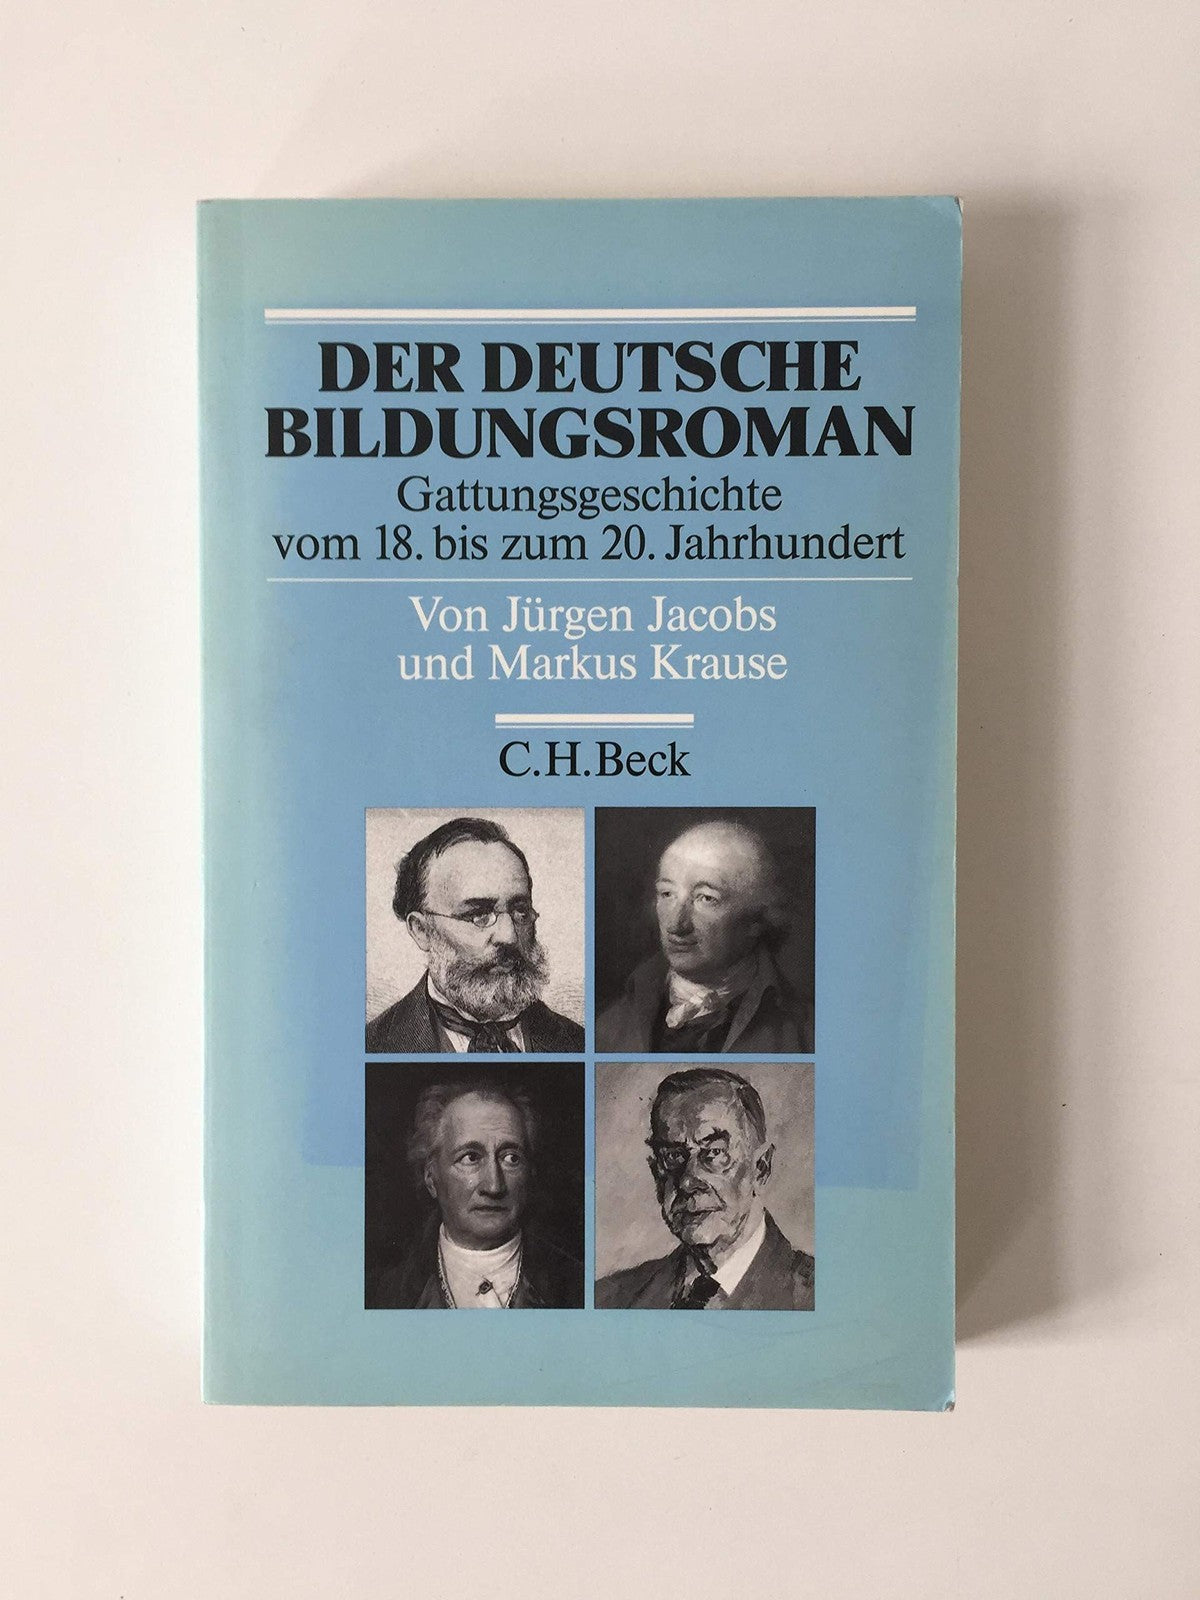 DER DEUTSCHE
BILDUNGSROMAN
Gattungsgeschichte
vom 18. bis zum 20. Jahrhundert
Von Jürgen Jacobs
und Markus Krause
C.H.Beck